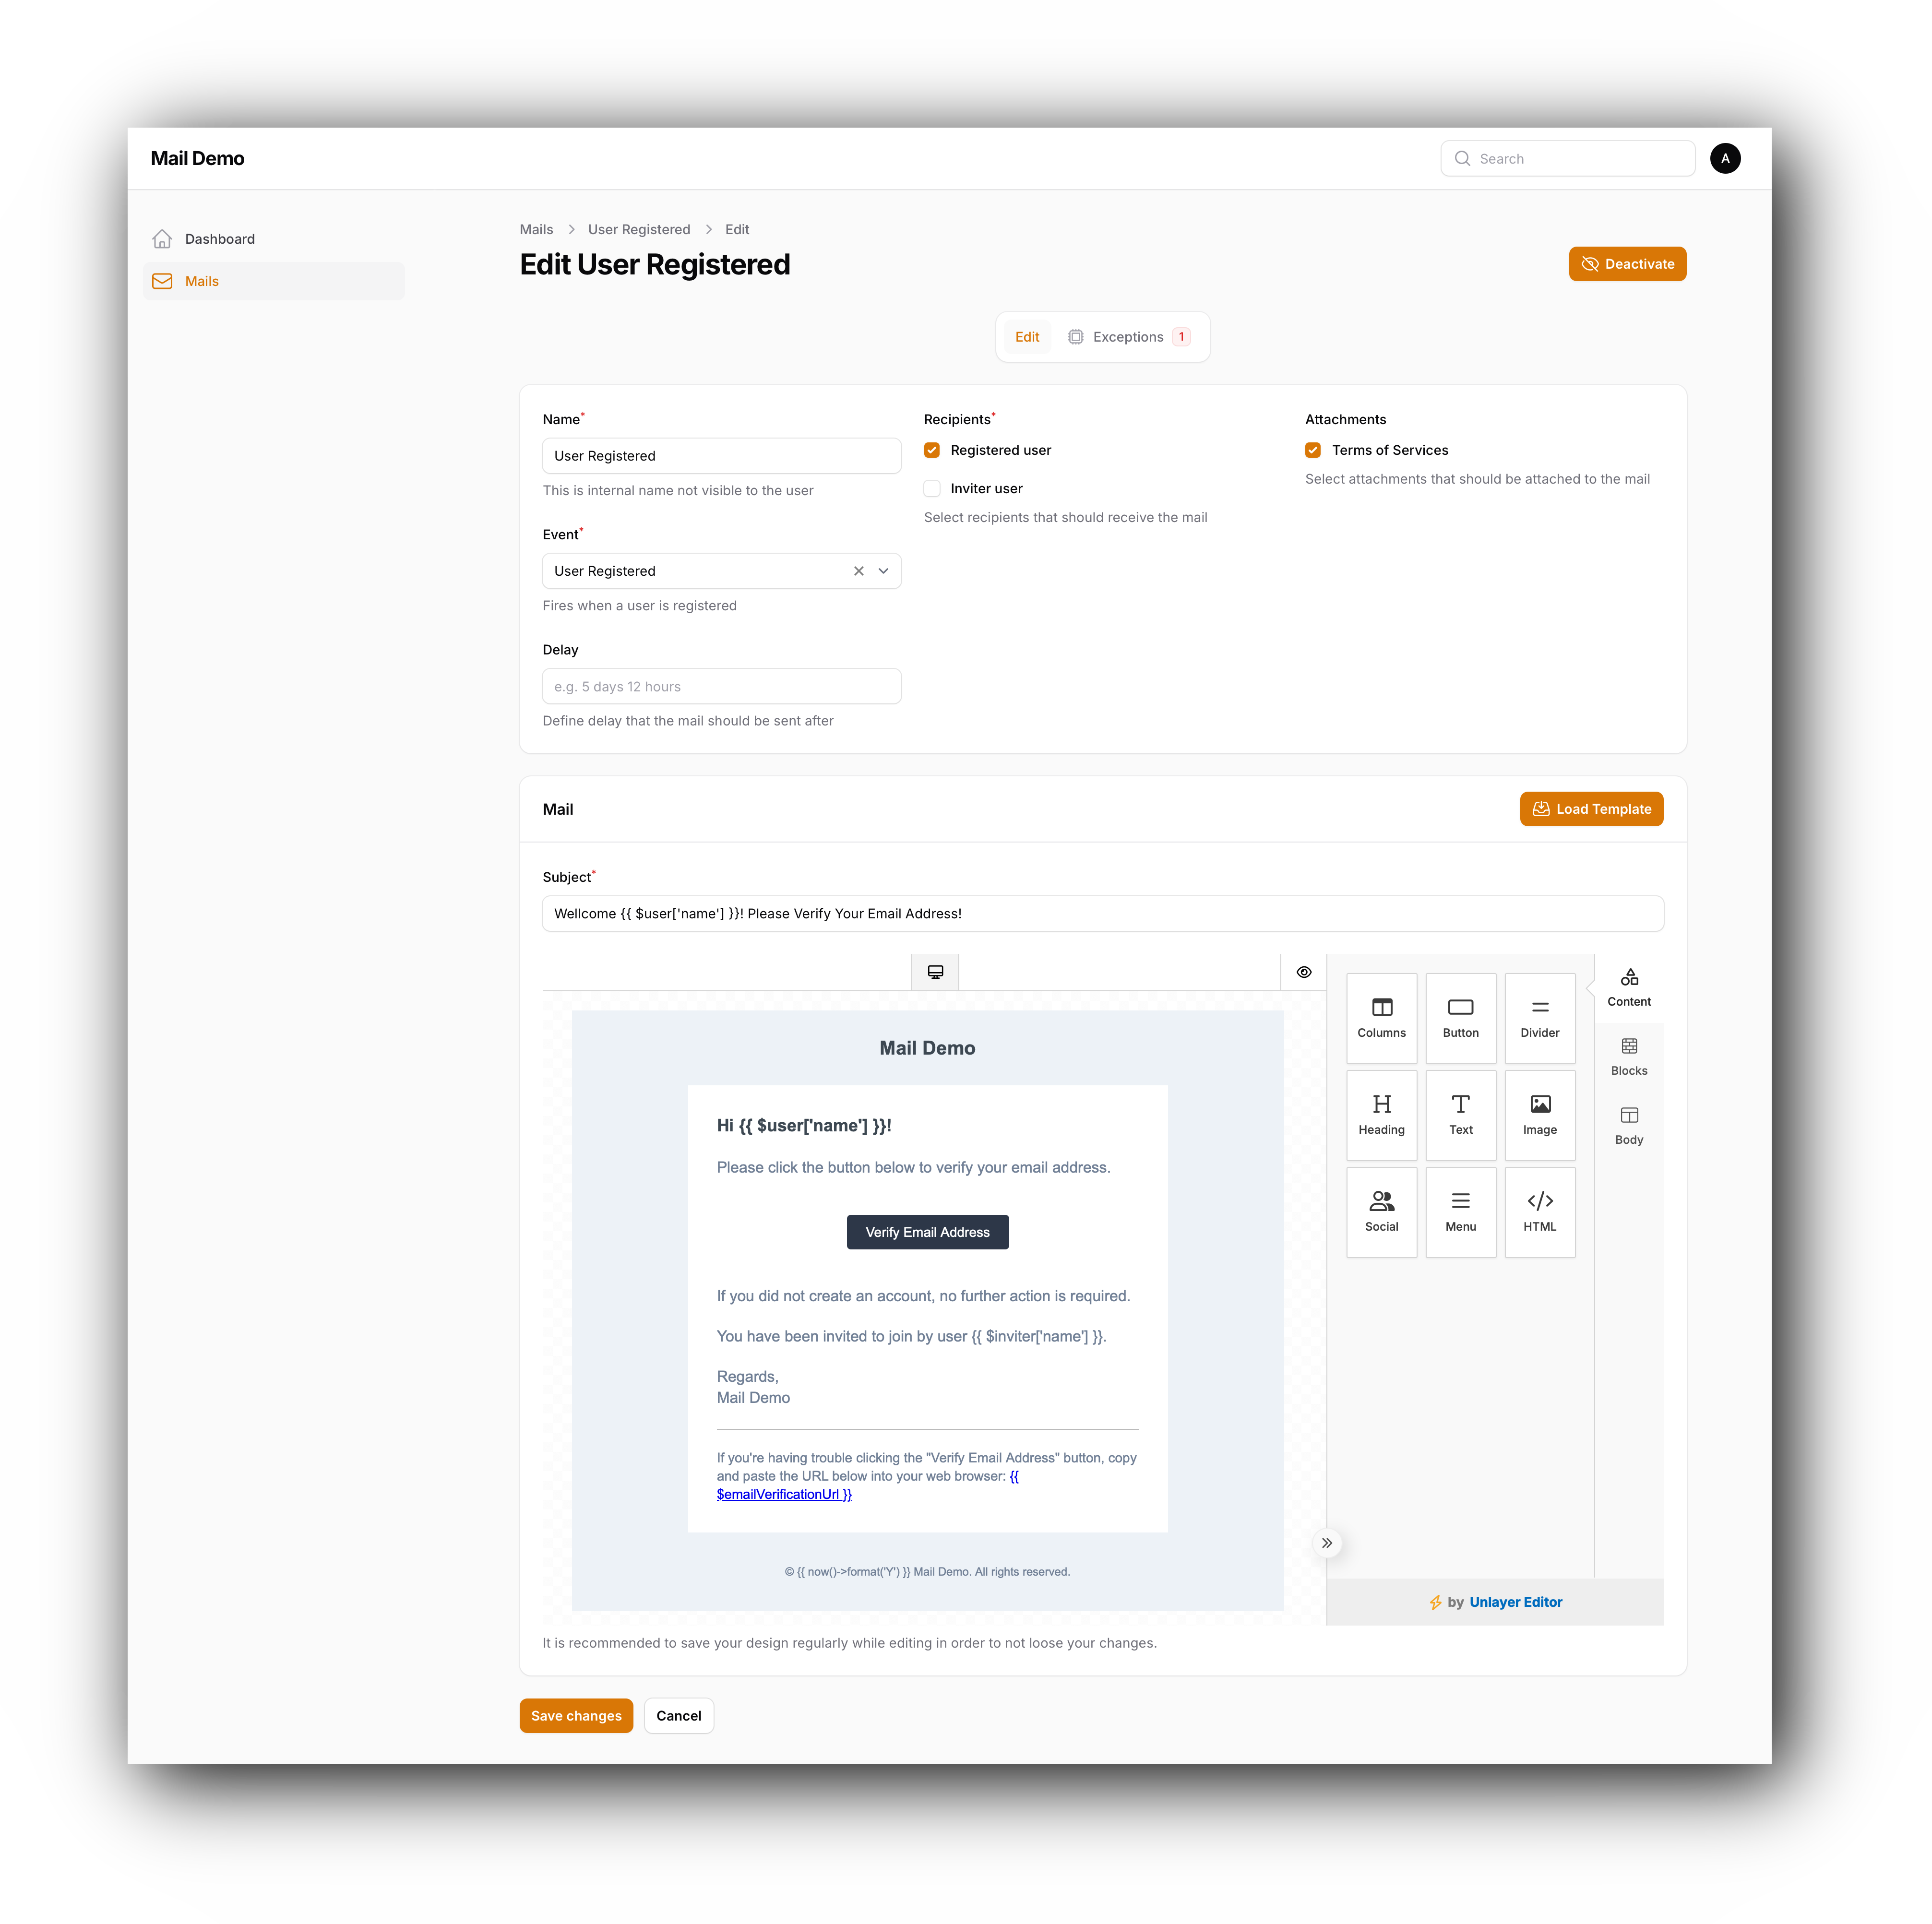 Mail Demo
Search
A
Dashboard
Mails
Mails > User Registered > Edit
Edit User Registered
Deactivate
Edit
Exceptions 1
Name*
User Registered
This is internal name not visible to the user
Event*
User Registered
Fires when a user is registered
Delay
e.g. 5 days 12 hours
Define delay that the mail should be sent after
Recipients*
Registered user
Inviter user
Select recipients that should receive the mail
Attachments
Terms of Services
Select attachments that should be attached to the mail
Mail
Load Template
Subject*
Wellcome {{ $user['name'] }}! Please Verify Your Email Address!
Mail Demo
Hi {{ $user['name'] }}!
Please click the button below to verify your email address.
Verify Email Address
If you did not create an account, no further action is required.
You have been invited to join by user {{ $inviter['name'] }}.
Regards,
Mail Demo
If you're having trouble clicking the "Verify Email Address" button, copy
and paste the URL below into your web browser: {{
$emailVerificationUrl }}
© {{ now()->format('Y') }} Mail Demo. All rights reserved.
Columns
Button
Divider
Heading
Text
Image
Social
Menu
HTML
Content
Blocks
Body
by Unlayer Editor
It is recommended to save your design regularly while editing in order to not loose your changes.
Save changes
Cancel